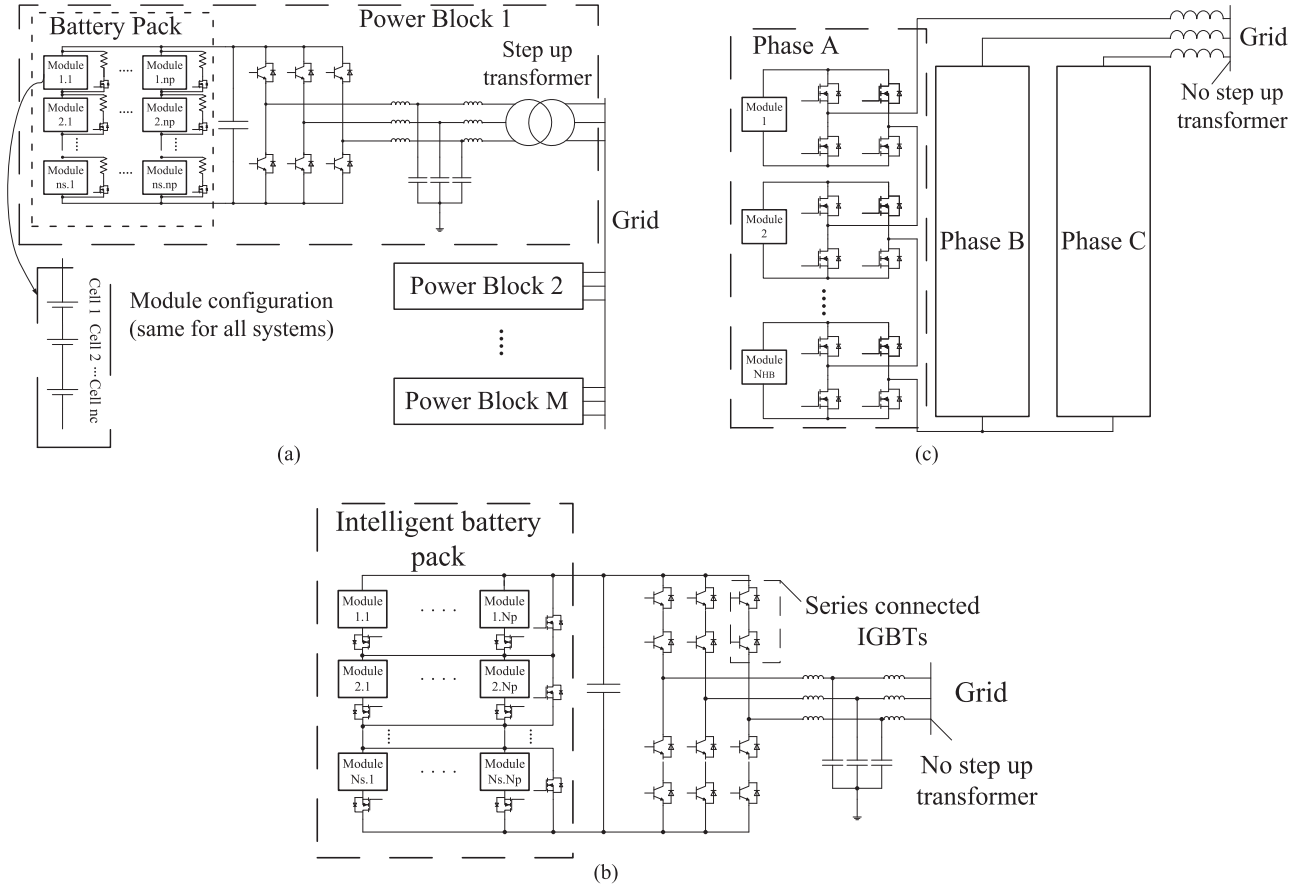 Battery Pack
Power Block 1
Step up
transformer
Module
1.1
....
Module
1.np
Module
2.1
....
Module
2.np
Module
ns.1
....
Module
ns.np
Grid
Cell 1 Cell 2 ...Cell nc
Module configuration
(same for all systems)
Power Block 2
Power Block M
(a)
Phase A
Module
1
Module
2
Module
NHB
Phase B
Phase C
Grid
No step up
transformer
(c)
Intelligent battery
pack
Module
1.1
. . . .
Module
1.Np
Module
2.1
. . . .
Module
2.Np
Module
Ns.1
. . . .
Module
Ns.Np
Series connected
IGBTs
Grid
No step up
transformer
(b)